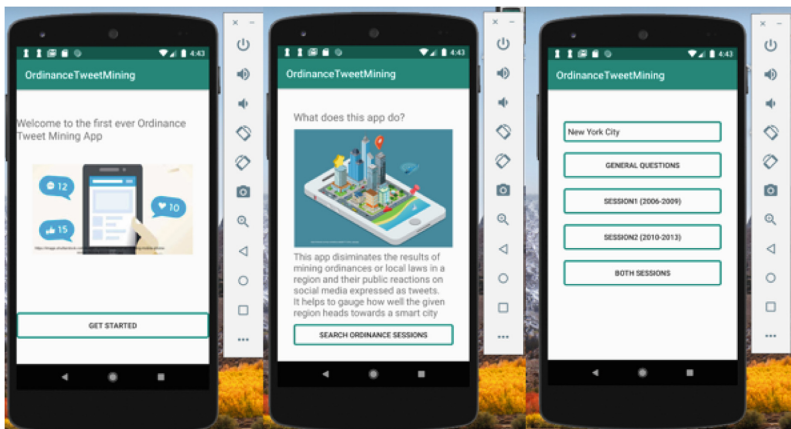 4:43
OrdinanceTweetMining
Welcome to the first ever Ordinance
Tweet Mining App
12
10
15
GET STARTED
4:43
OrdinanceTweetMining
What does this app do?
This app disiminates the results of
mining ordinances or local laws in a
region and their public reactions on
social media expressed as tweets.
It helps to gauge how well the given
region heads towards a smart city
SEARCH ORDINANCE SESSIONS
4:43
OrdinanceTweetMining
New York City
GENERAL QUESTIONS
SESSION1 (2006-2009)
SESSION2 (2010-2013)
BOTH SESSIONS